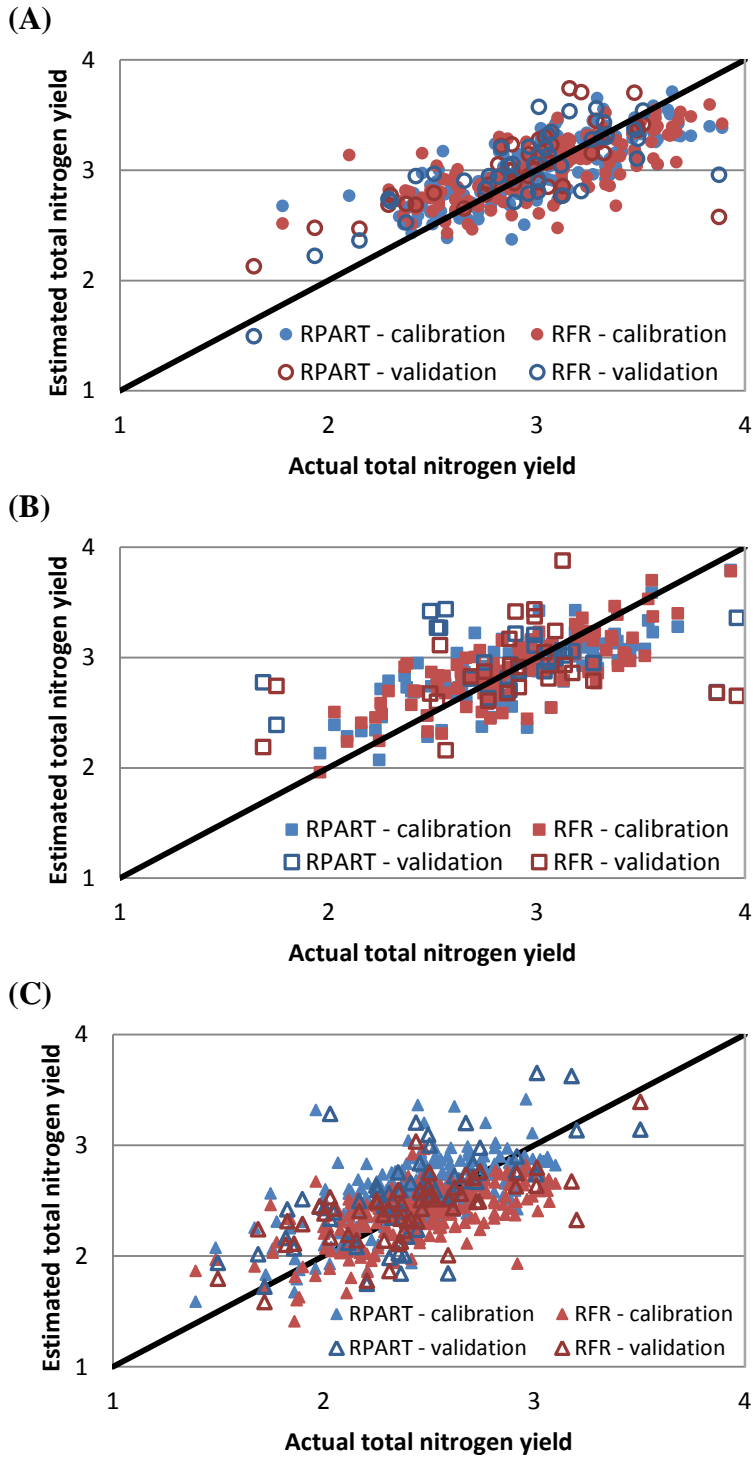 (A)
Estimated total nitrogen yield
4
3
2
1
RPART - calibration
RFR - calibration
RPART - validation
RFR - validation
1
2
3
4
Actual total nitrogen yield
(B)
Estimated total nitrogen yield
4
3
2
1
RPART - calibration
RFR - calibration
RPART - validation
RFR - validation
1
2
3
4
Actual total nitrogen yield
(C)
Estimated total nitrogen yield
4
3
2
1
RPART - calibration
RFR - calibration
RPART - validation
RFR - validation
1
2
3
4
Actual total nitrogen yield